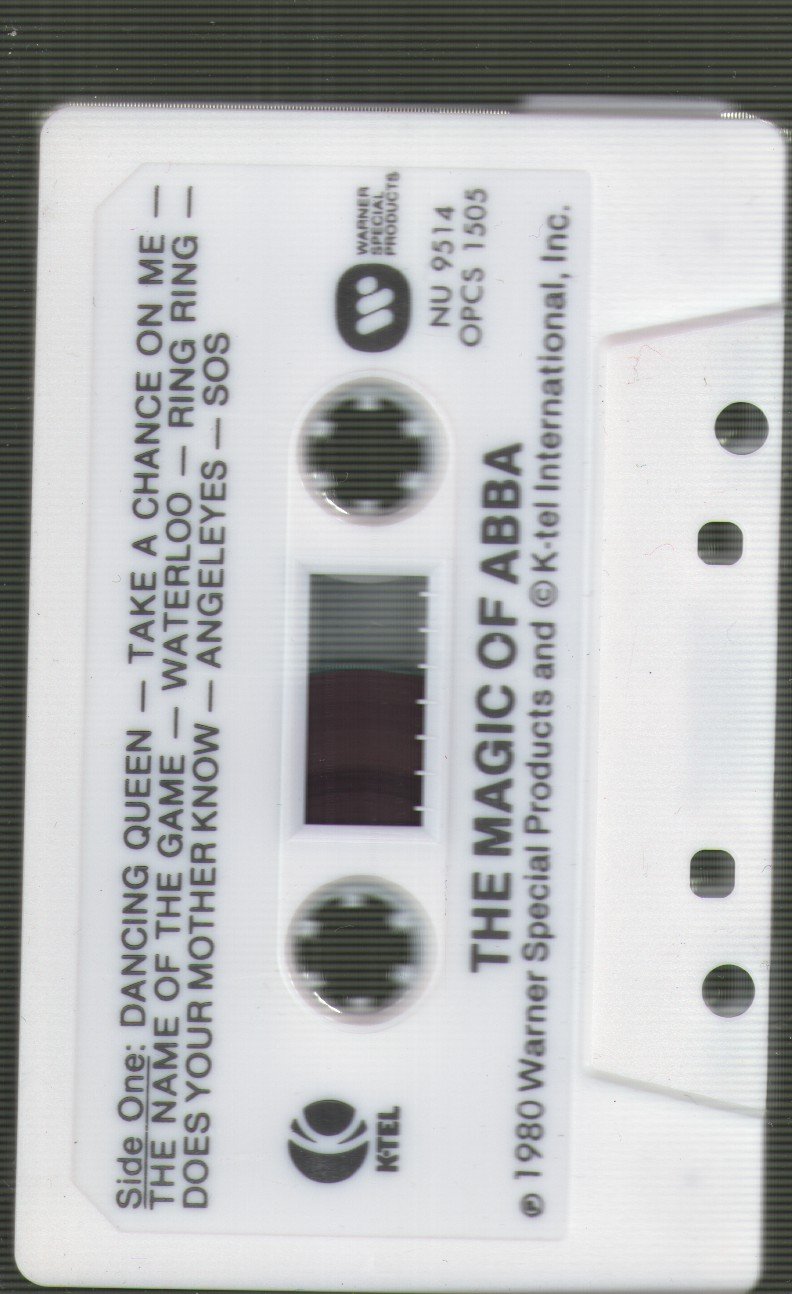 Side One: DANCING QUEEN — TAKE A CHANCE ON ME —
THE NAME OF THE GAME — WATERLOO — RING RING —
DOES YOUR MOTHER KNOW — ANGELEYES — SOS
K-TEL
WARNER
SPECIAL
PRODUCTS
NU 9514
OPCS 1505
THE MAGIC OF ABBA
℗ 1980 Warner Special Products and © K-tel International, Inc.